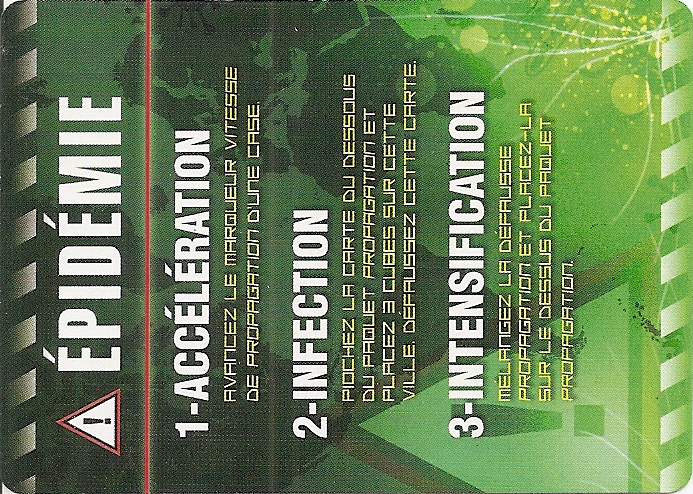 ÉPIDÉMIE
1-ACCÉLÉRATION
AVANCEZ LE MARQUEUR VITESSE
DE PROPAGATION D'UNE CASE.
2-INFECTION
PIOCHEZ LA CARTE DU DESSOUS
DU PAQUET PROPAGATION ET
PLACEZ 3 CUBES SUR CETTE
VILLE. DÉFAUSSEZ CETTE CARTE.
3-INTENSIFICATION
MÉLANGEZ LA DÉFAUSSE
PROPAGATION ET PLACEZ-LA
SUR LE DESSUS DU PAQUET
PROPAGATION.